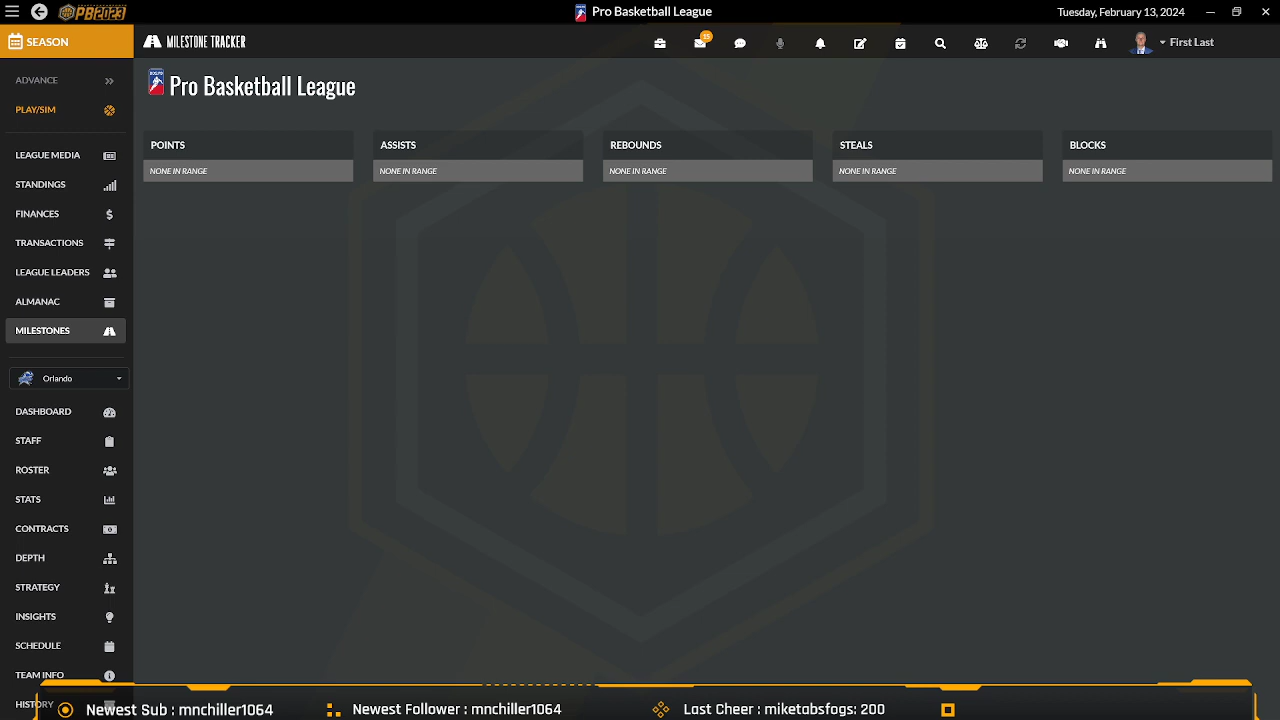 PB2023
Pro Basketball League
Tuesday, February 13, 2024
SEASON
MILESTONE TRACKER
15
First Last
ADVANCE
PLAY/SIM
LEAGUE MEDIA
STANDINGS
FINANCES
TRANSACTIONS
LEAGUE LEADERS
ALMANAC
MILESTONES
Orlando
DASHBOARD
STAFF
ROSTER
STATS
CONTRACTS
DEPTH
STRATEGY
INSIGHTS
SCHEDULE
TEAM INFO
HISTORY
Pro Basketball League
POINTS
NONE IN RANGE
ASSISTS
NONE IN RANGE
REBOUNDS
NONE IN RANGE
STEALS
NONE IN RANGE
BLOCKS
NONE IN RANGE
Newest Sub : mnchiller1064
Newest Follower : mnchiller1064
Last Cheer : miketabsfogs: 200